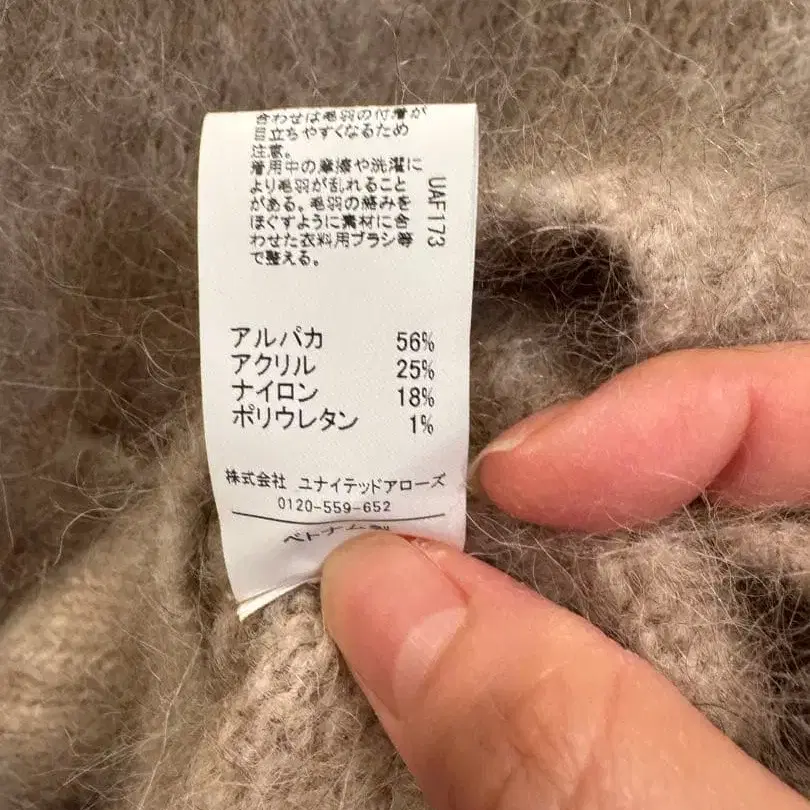 合わせは毛羽の付着が
目立ちやすくなるため
注意。
着用中の摩擦や洗濯に
より毛羽が乱れること
がある。毛羽の絡みを
ほぐすように素材に合
わせた衣料用ブラシ等
で整える。
UAF173
アルパカ 56%
アクリル 25%
ナイロン 18%
ポリウレタン 1%
株式会社 ユナイテッドアローズ
0120-559-652
ベトナム製